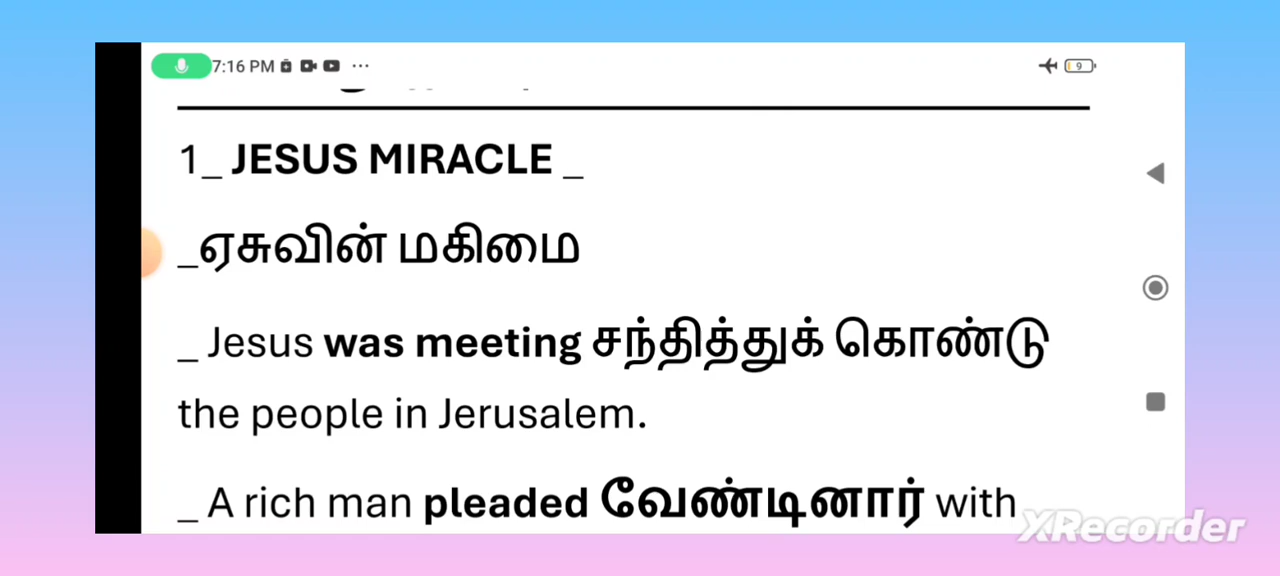 7:16 PM ...
9
1_ JESUS MIRACLE _
_ஏசுவின் மகிமை
_ Jesus was meeting சந்தித்துக் கொண்டு
the people in Jerusalem.
_ A rich man pleaded வேண்டினார் with
XRecorder